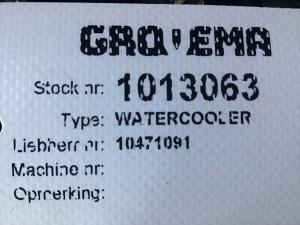 GRO'EMA
Stock nr: 1013063
Type: WATERCOOLER
Liebherr nr: 10471091
Machine nr:
Opmerking: